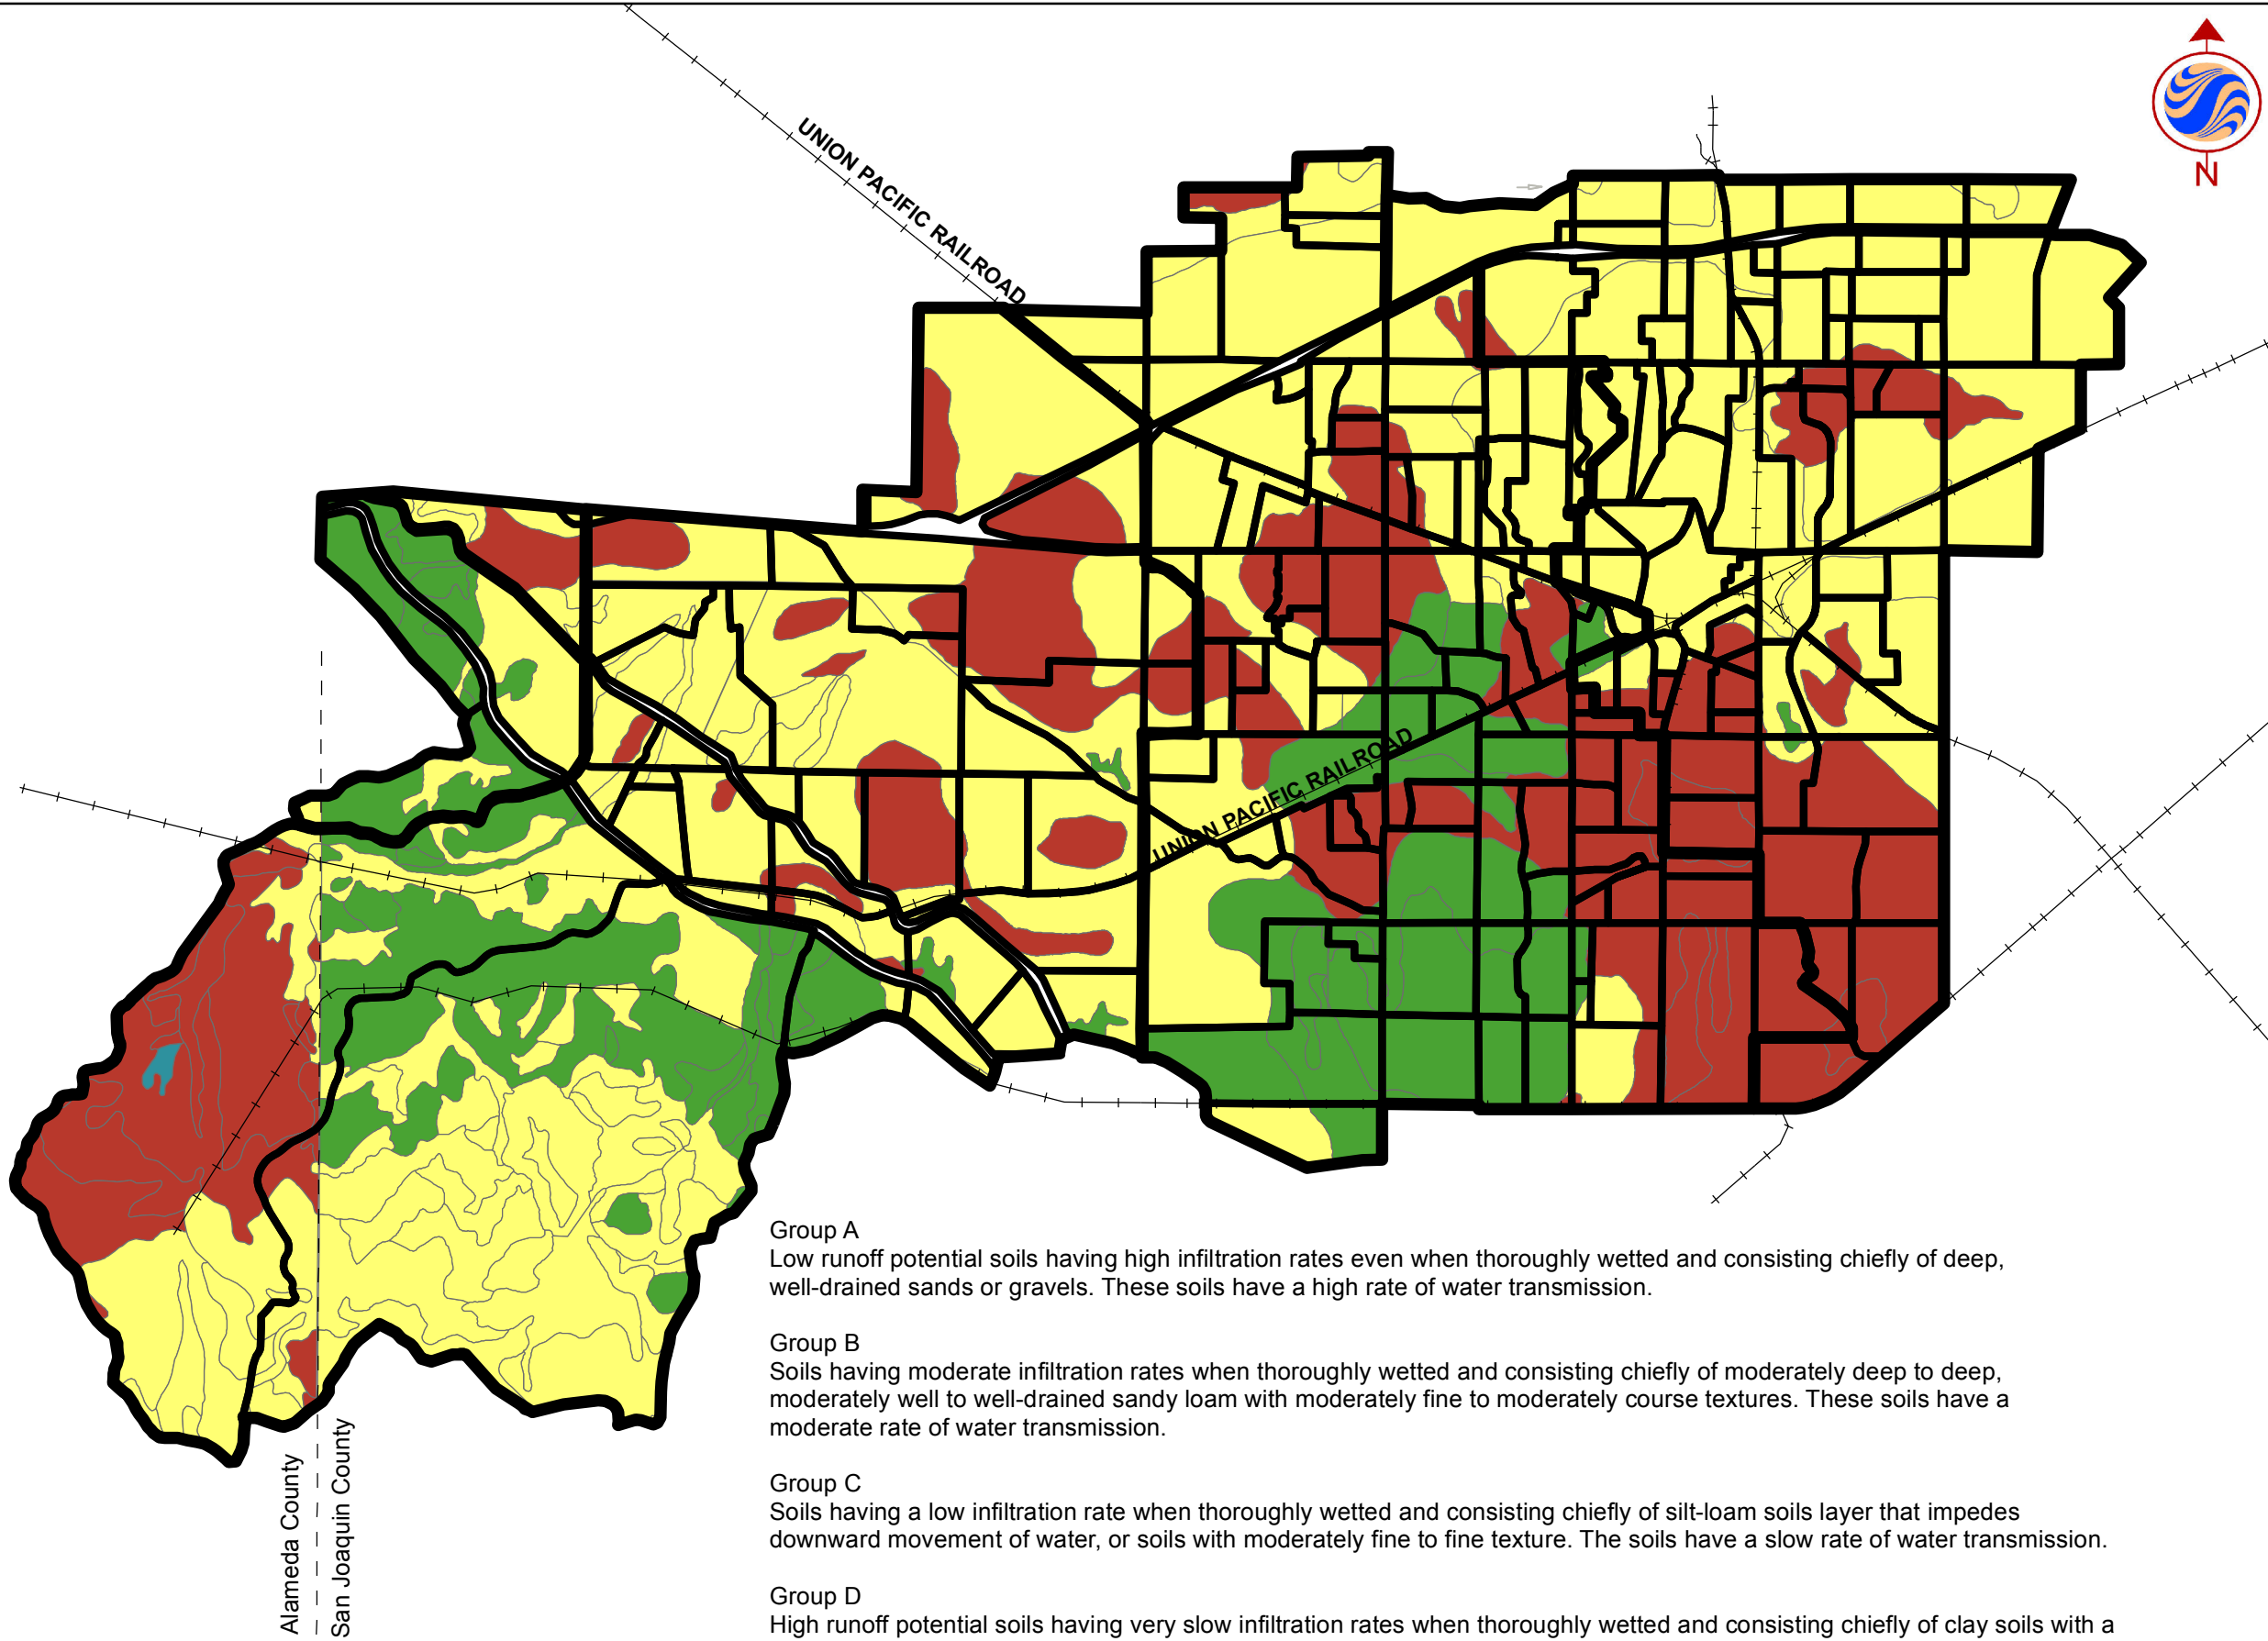 N
UNION PACIFIC RAILROAD
UNION PACIFIC RAILROAD
Alameda County
San Joaquin County
Group A
Low runoff potential soils having high infiltration rates even when thoroughly wetted and consisting chiefly of deep,
well-drained sands or gravels. These soils have a high rate of water transmission.
Group B
Soils having moderate infiltration rates when thoroughly wetted and consisting chiefly of moderately deep to deep,
moderately well to well-drained sandy loam with moderately fine to moderately course textures. These soils have a
moderate rate of water transmission.
Group C
Soils having a low infiltration rate when thoroughly wetted and consisting chiefly of silt-loam soils layer that impedes
downward movement of water, or soils with moderately fine to fine texture. The soils have a slow rate of water transmission.
Group D
High runoff potential soils having very slow infiltration rates when thoroughly wetted and consisting chiefly of clay soils with a